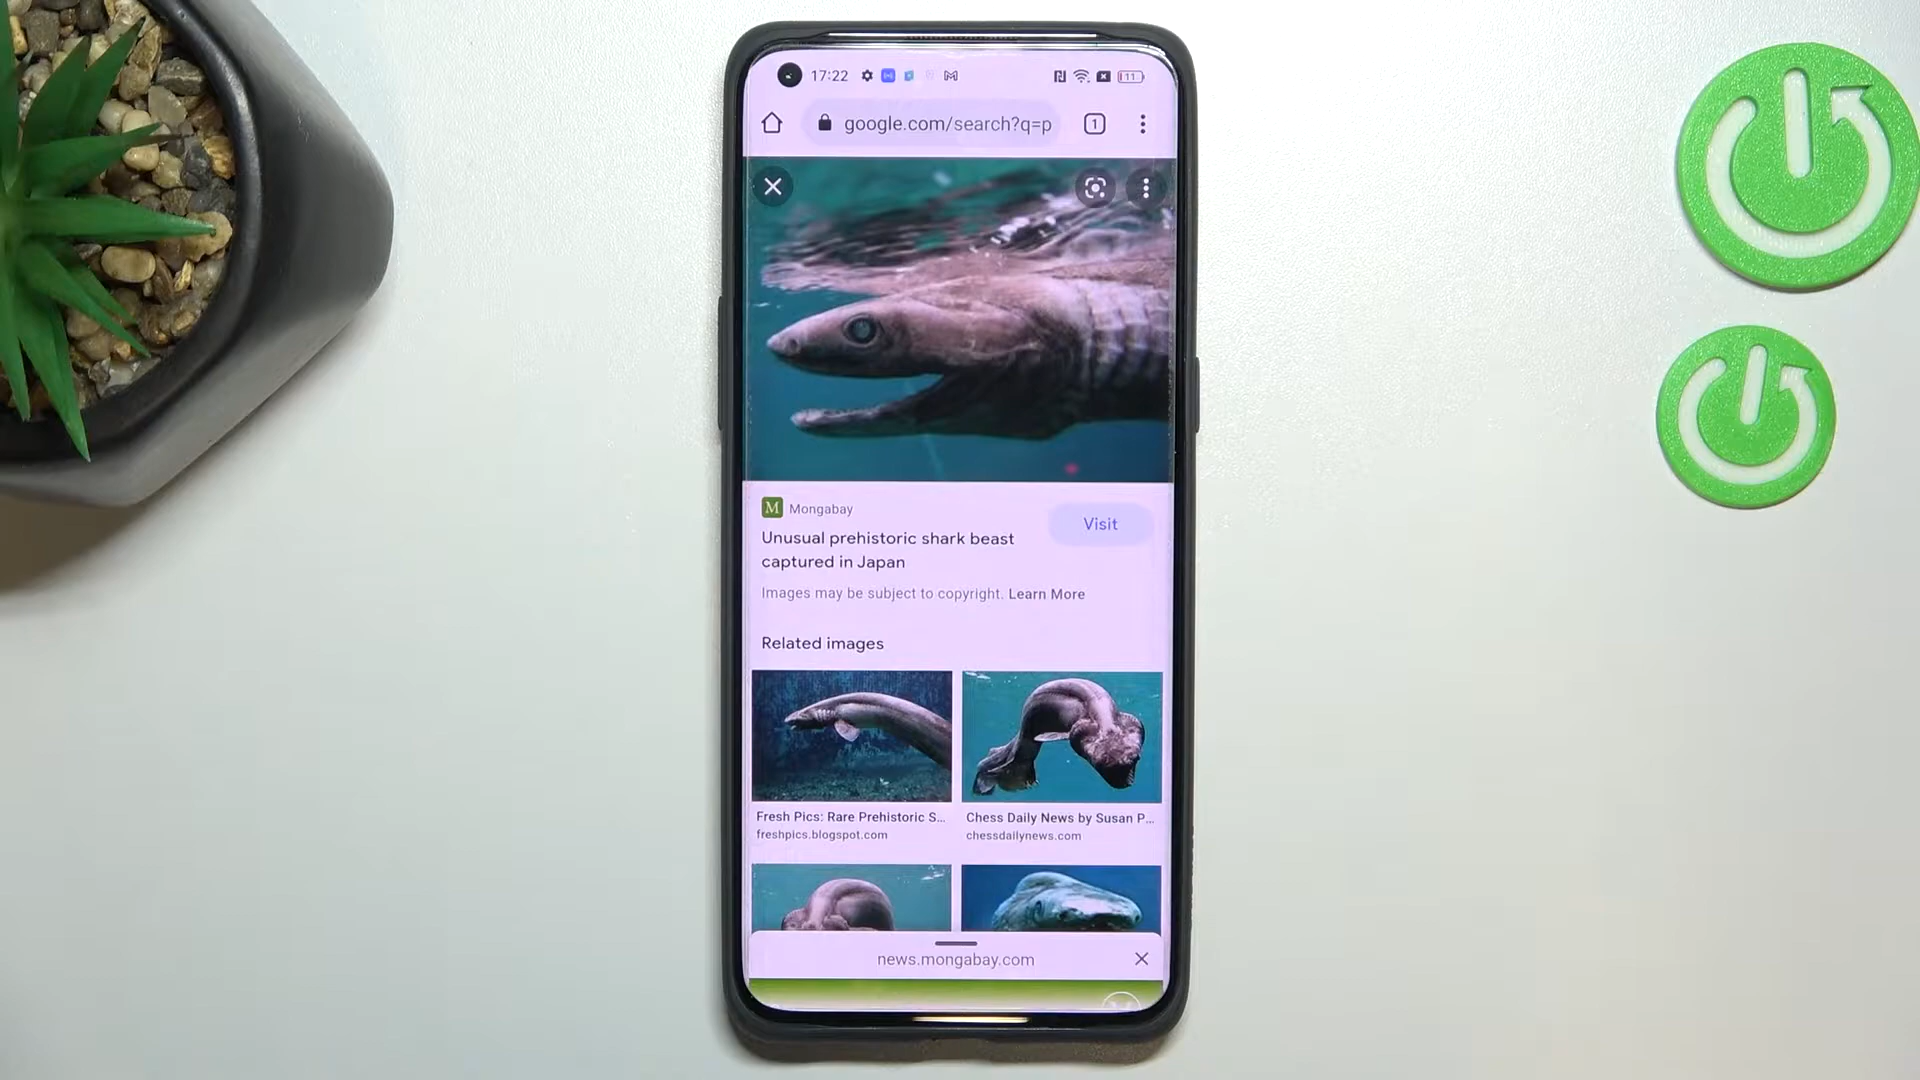 17:22
11
google.com/search?q=p
1
M Mongabay
Visit
Unusual prehistoric shark beast
captured in Japan
Images may be subject to copyright. Learn More
Related images
Fresh Pics: Rare Prehistoric S...
freshpics.blogspot.com
Chess Daily News by Susan P...
chessdailynews.com
news.mongabay.com